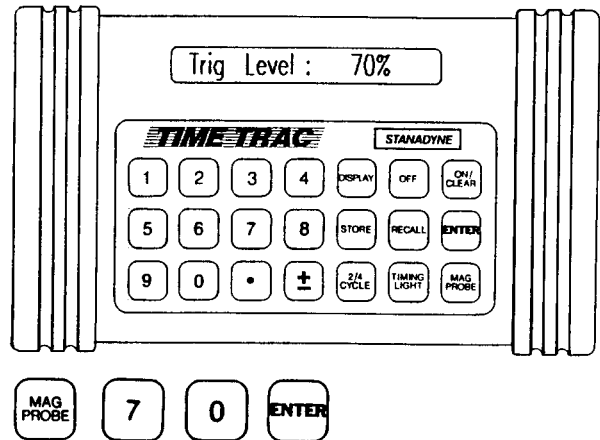 Trig Level : 70%
TIME TRAC STANADYNE
1 2 3 4 DISPLAY OFF ON/ CLEAR
5 6 7 8 STORE RECALL ENTER
9 0 • ± 2/4 CYCLE TIMING LIGHT MAG PROBE
MAG PROBE 7 0 ENTER